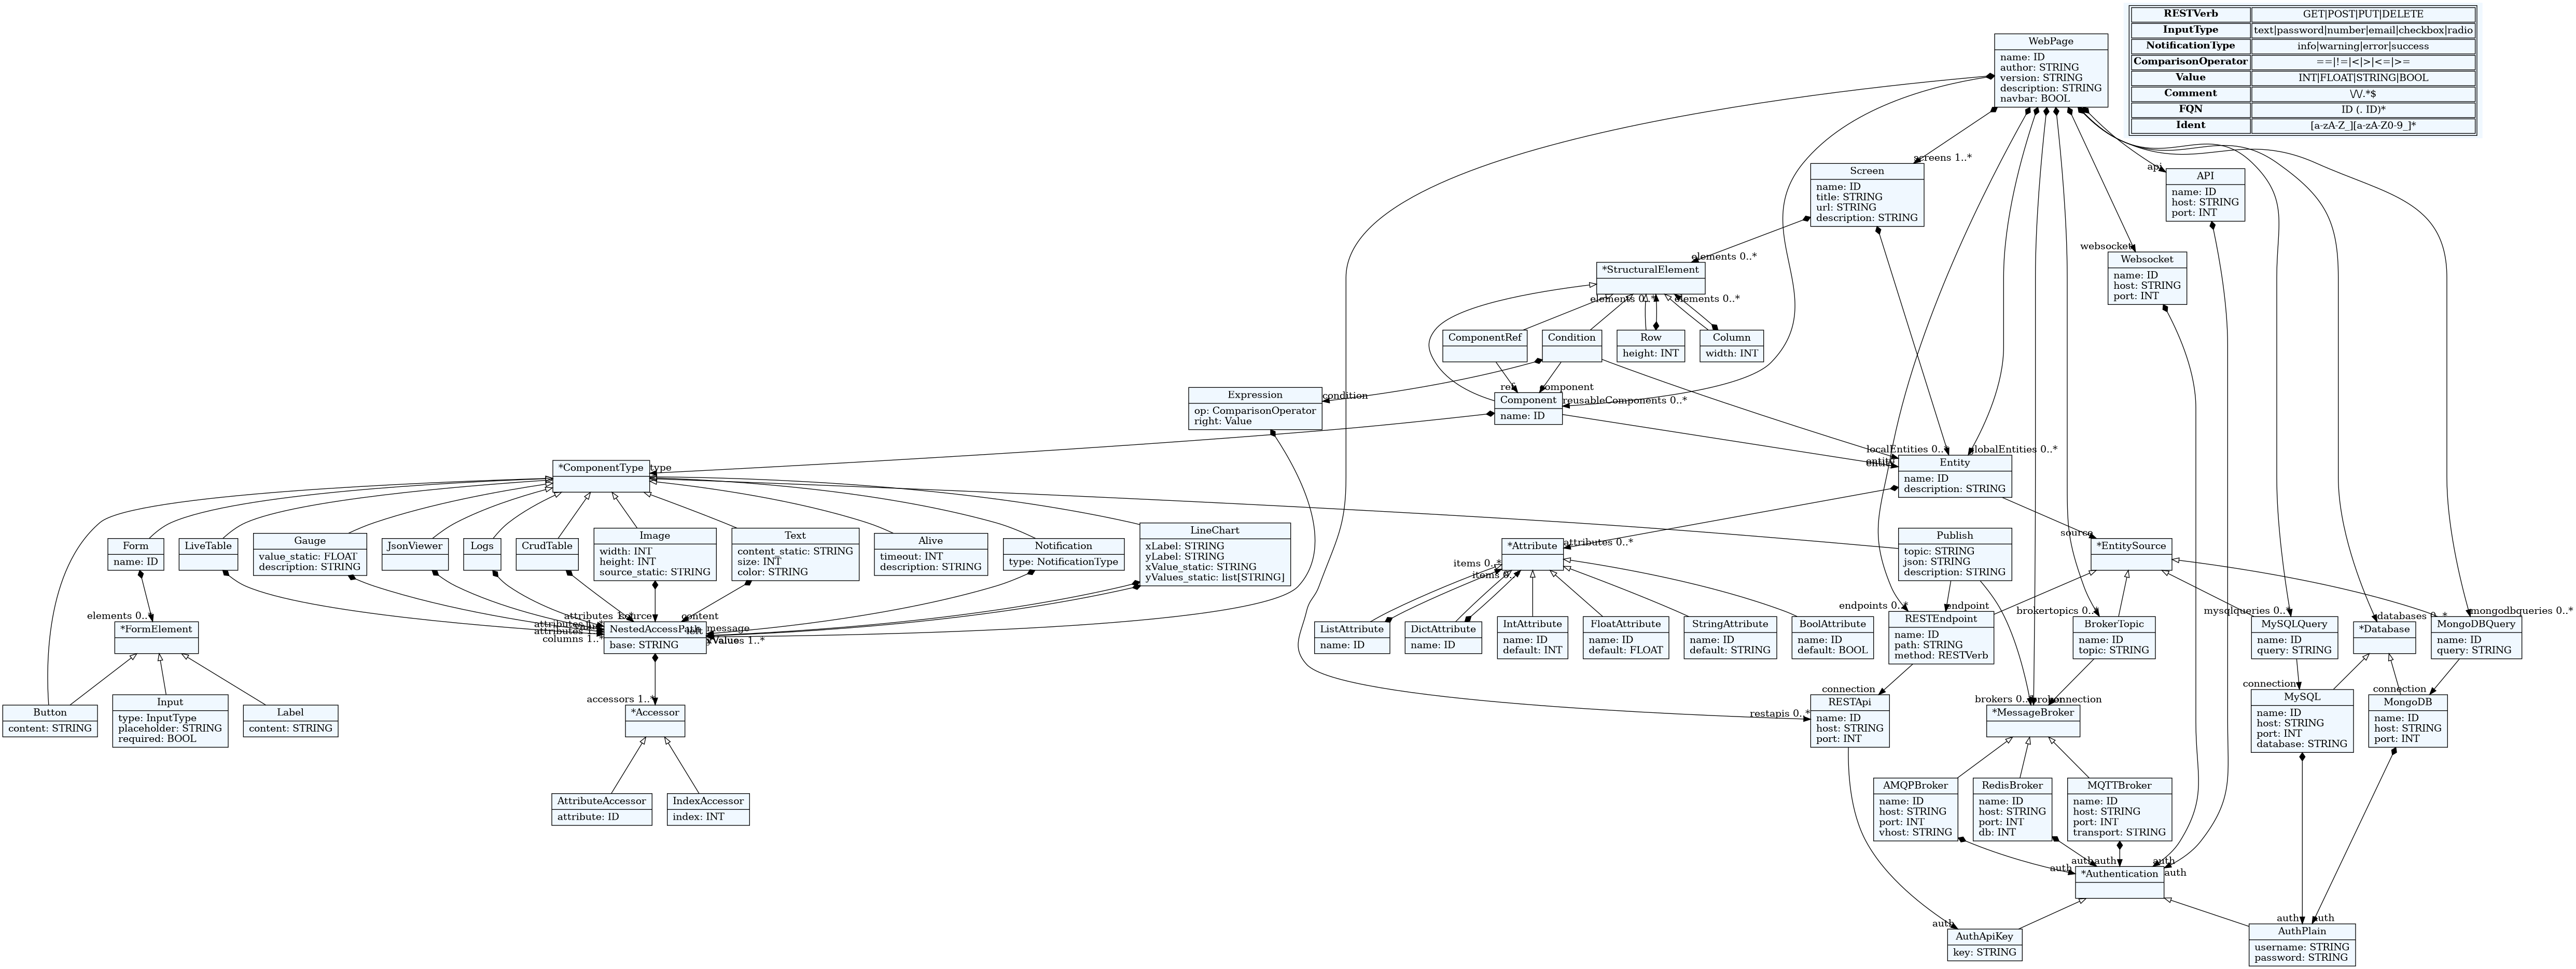 RESTVerb GET|POST|PUT|DELETE
InputType text|password|number|email|checkbox|radio
NotificationType info|warning|error|success
ComparisonOperator ==|!=|<|>|<=|>=
Value INT|FLOAT|STRING|BOOL
Comment \/\/.*$
FQN ID (. ID)*
Ident [a-zA-Z_][a-zA-Z0-9_]*
WebPage
name: ID
author: STRING
version: STRING
description: STRING
navbar: BOOL
screens 1..*
api
Screen
name: ID
title: STRING
url: STRING
description: STRING
API
name: ID
host: STRING
port: INT
websocket
Websocket
name: ID
host: STRING
port: INT
elements 0..*
*StructuralElement
elements 0..*
elements 0..*
ComponentRef
Condition
Row
height: INT
Column
width: INT
ref
component
condition
reusableComponents 0..*
Expression
op: ComparisonOperator
right: Value
Component
name: ID
localEntities 0..*
globalEntities 0..*
entity
Entity
name: ID
description: STRING
type
*ComponentType
Form
name: ID
LiveTable
Gauge
value_static: FLOAT
description: STRING
JsonViewer
Logs
CrudTable
Image
width: INT
height: INT
source_static: STRING
Text
content_static: STRING
size: INT
color: STRING
Alive
timeout: INT
description: STRING
Notification
type: NotificationType
LineChart
xLabel: STRING
yLabel: STRING
xValue_static: STRING
yValues_static: list[STRING]
Publish
topic: STRING
json: STRING
description: STRING
source
*EntitySource
attributes 0..*
*Attribute
items 0..*
items 0..*
ListAttribute
name: ID
DictAttribute
name: ID
IntAttribute
name: ID
default: INT
FloatAttribute
name: ID
default: FLOAT
StringAttribute
name: ID
default: STRING
BoolAttribute
name: ID
default: BOOL
endpoints 0..*
endpoint
RESTEndpoint
name: ID
path: STRING
method: RESTVerb
brokertopics 0..*
BrokerTopic
name: ID
topic: STRING
mysqlqueries 0..*
MySQLQuery
name: ID
query: STRING
databases 0..*
*Database
mongodbqueries 0..*
MongoDBQuery
name: ID
query: STRING
elements 0..*
*FormElement
content
message
NestedAccessPath
base: STRING
Button
content: STRING
Input
type: InputType
placeholder: STRING
required: BOOL
Label
content: STRING
accessors 1..*
*Accessor
AttributeAccessor
attribute: ID
IndexAccessor
index: INT
restapis 0..*
connection
RESTApi
name: ID
host: STRING
port: INT
brokers 0..*
connection
*MessageBroker
connection
MySQL
name: ID
host: STRING
port: INT
database: STRING
connection
MongoDB
name: ID
host: STRING
port: INT
AMQPBroker
name: ID
host: STRING
port: INT
vhost: STRING
RedisBroker
name: ID
host: STRING
port: INT
db: INT
MQTTBroker
name: ID
host: STRING
port: INT
transport: STRING
auth
auth
auth
auth
auth
*Authentication
auth
AuthApiKey
key: STRING
auth
auth
AuthPlain
username: STRING
password: STRING